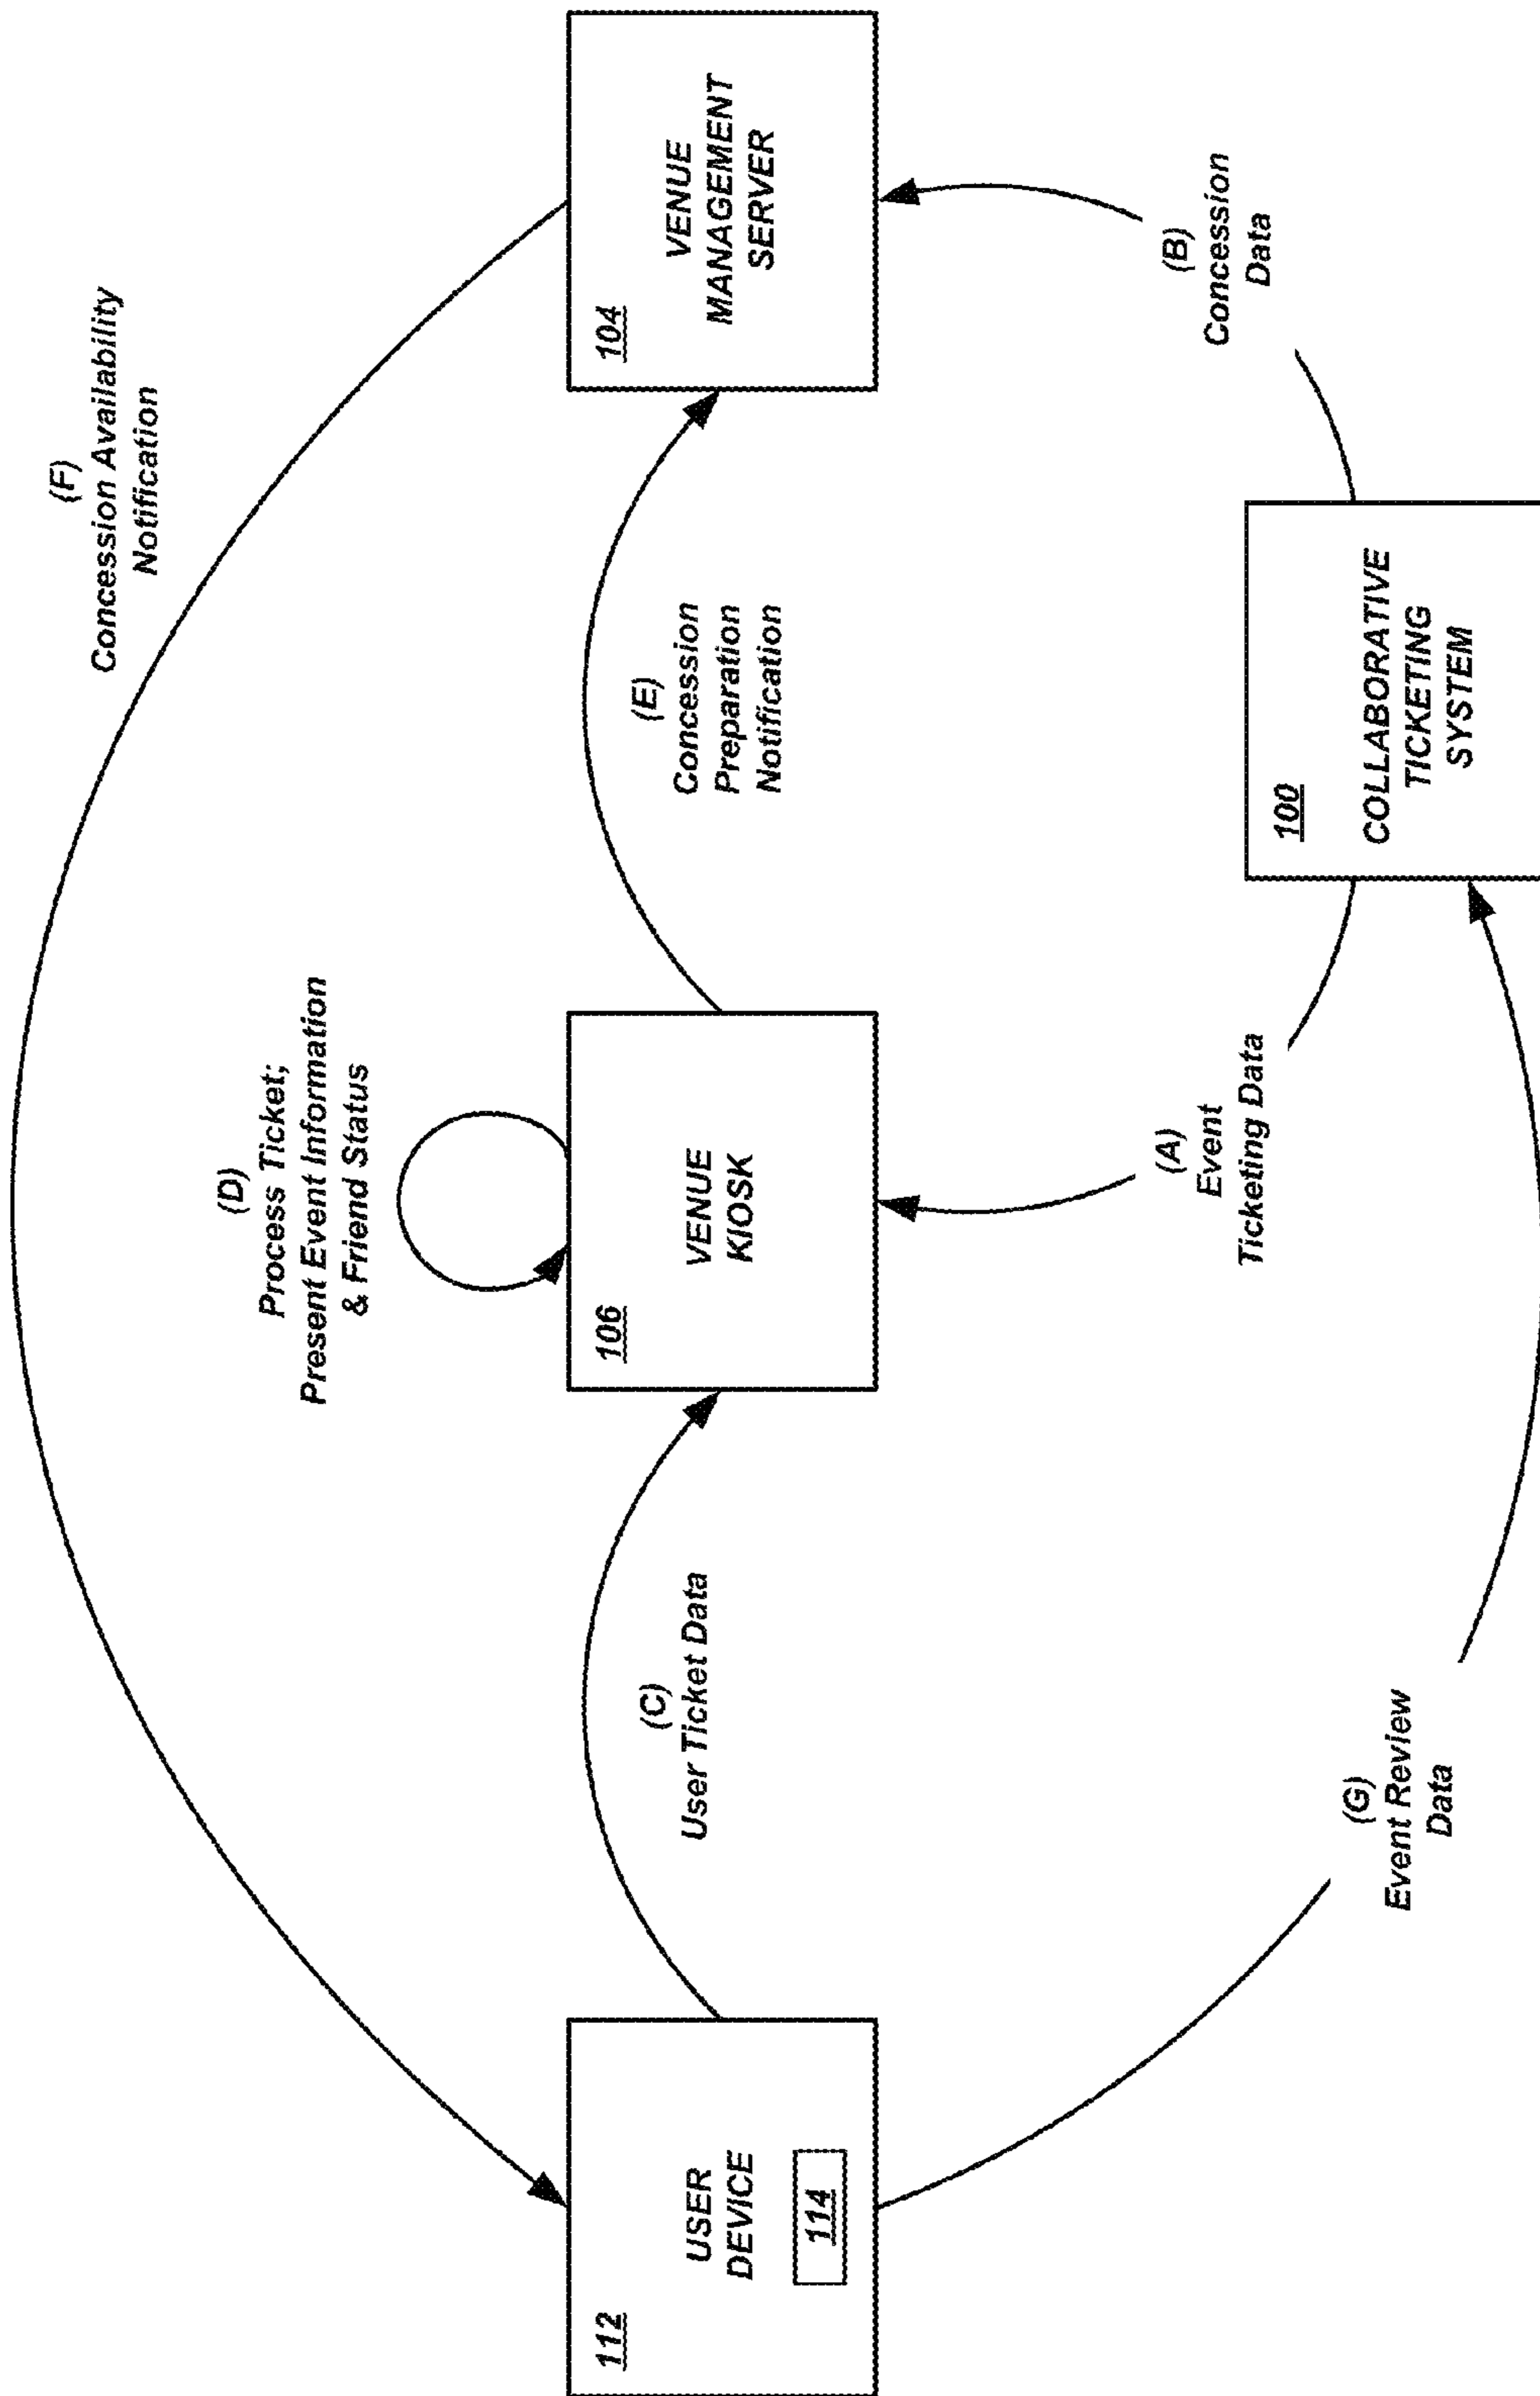 (F)
Concession Availability
Notification
(D)
Process Ticket;
Present Event Information
& Friend Status
112
USER
DEVICE
114
(C)
User Ticket Data
106
VENUE
KIOSK
(E)
Concession
Preparation
Notification
104
VENUE
MANAGEMENT
SERVER
(G)
Event Review
Data
(A)
Event
Ticketing Data
100
COLLABORATIVE
TICKETING
SYSTEM
(B)
Concession
Data